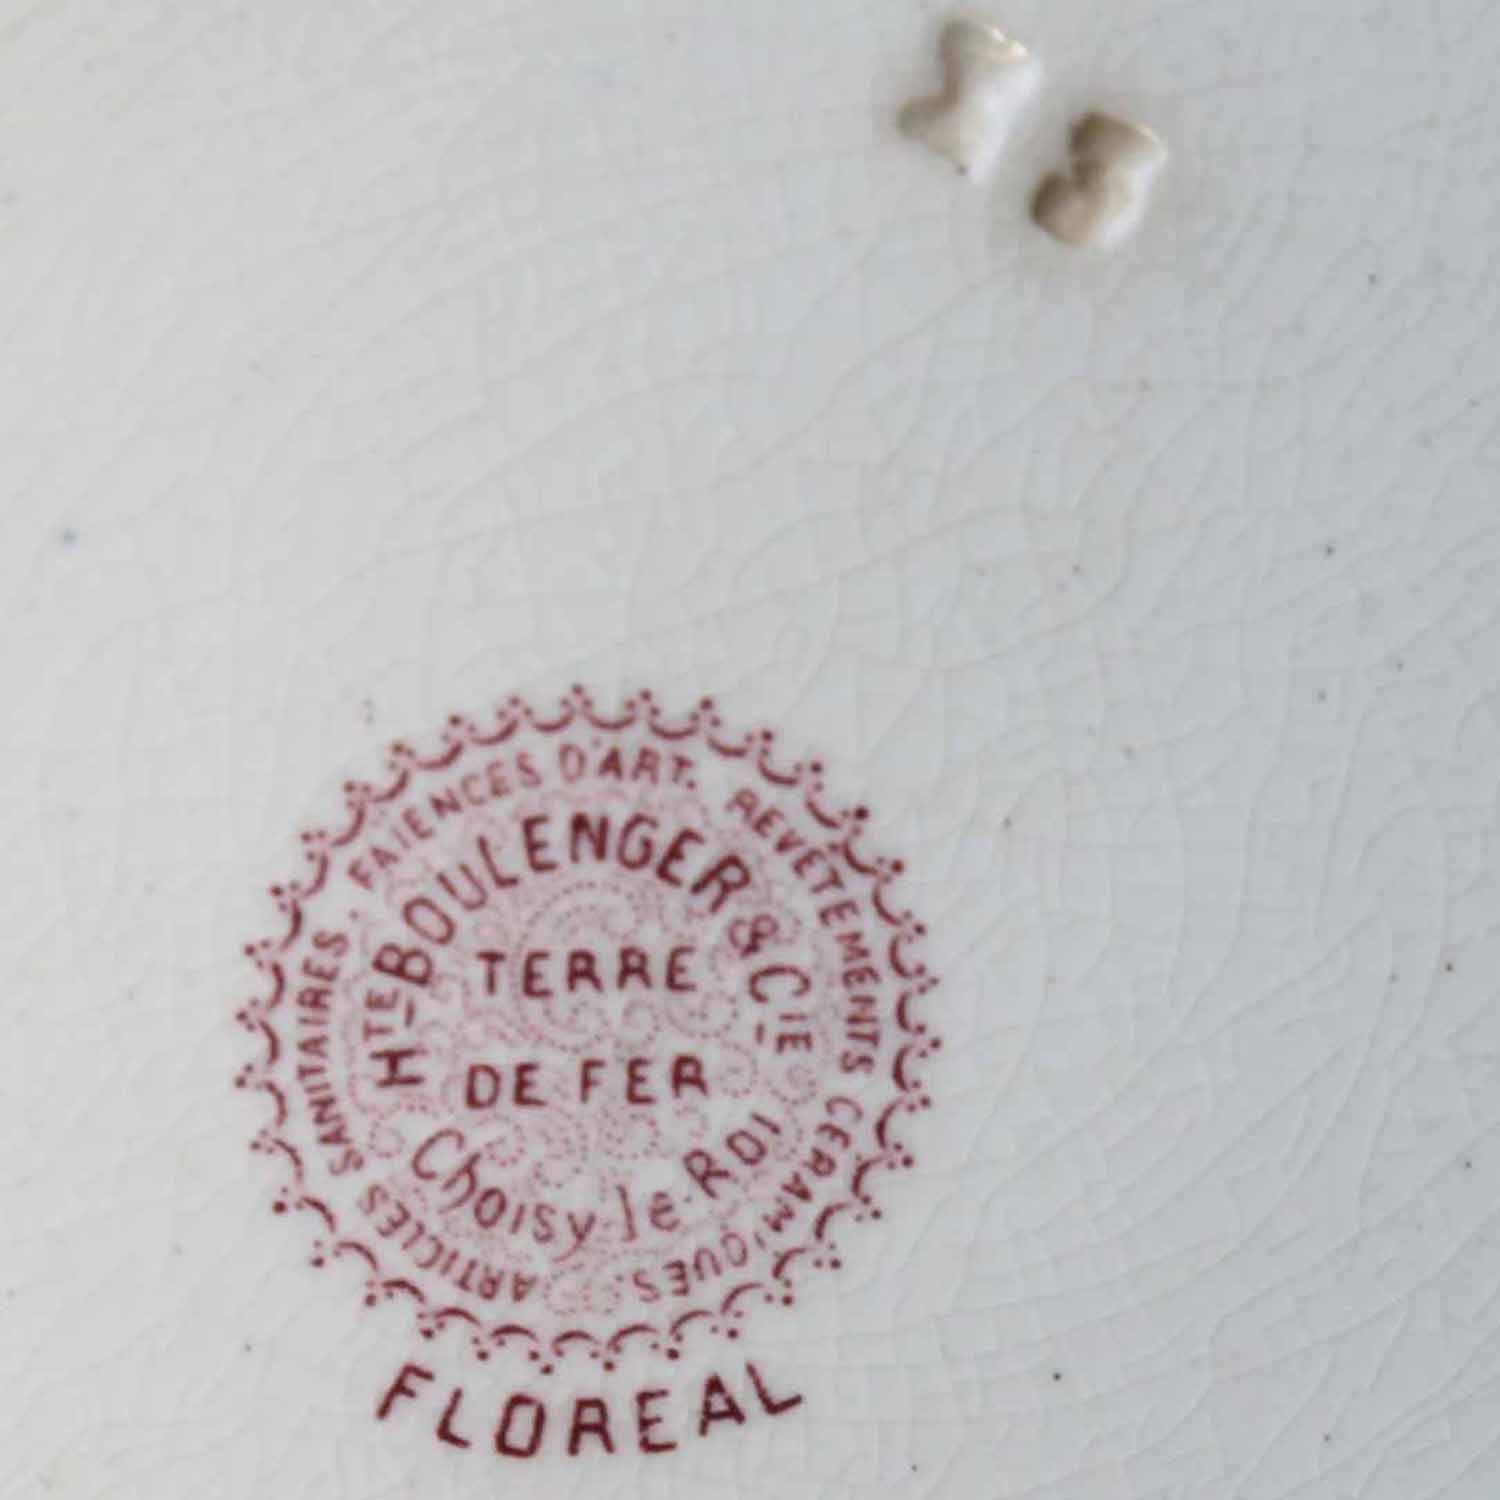 ARTICLES SANITAIRES. FAIENCES D'ART. REVETEMENTS CERAMIQUES.
HTE BOULENGER & CIE
TERRE
DE FER
Choisy-le-ROI
FLOREAL